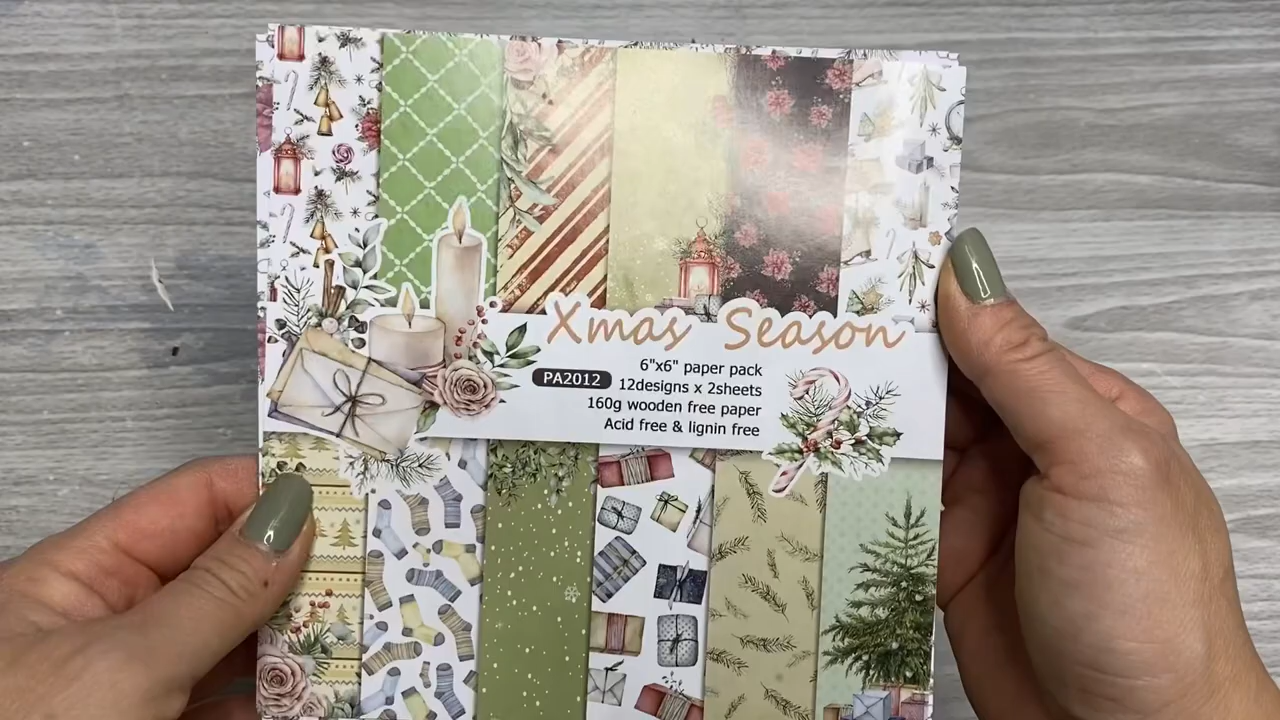 Xmas Season
6"x6" paper pack
PA2012 12designs x 2sheets
160g wooden free paper
Acid free & lignin free